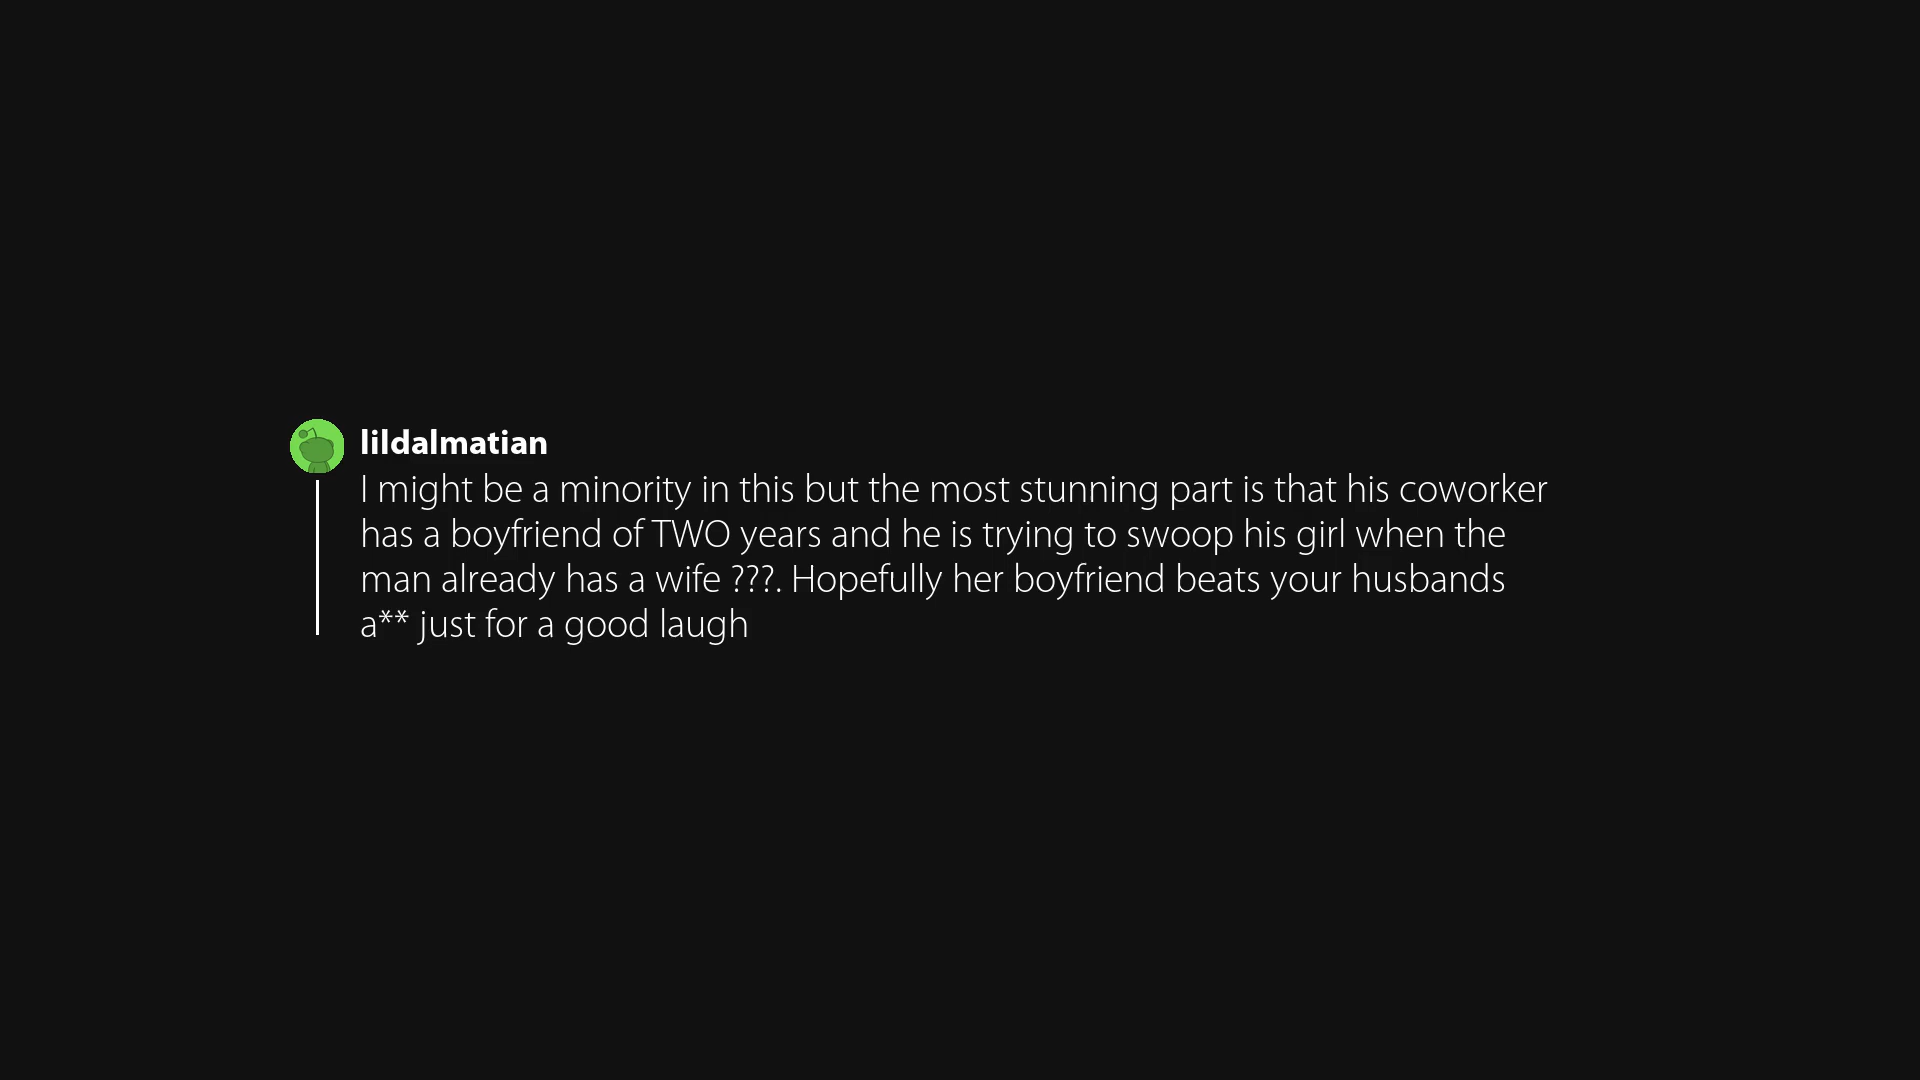 lildalmatian
I might be a minority in this but the most stunning part is that his coworker
has a boyfriend of TWO years and he is trying to swoop his girl when the
man already has a wife ???. Hopefully her boyfriend beats your husbands
a** just for a good laugh